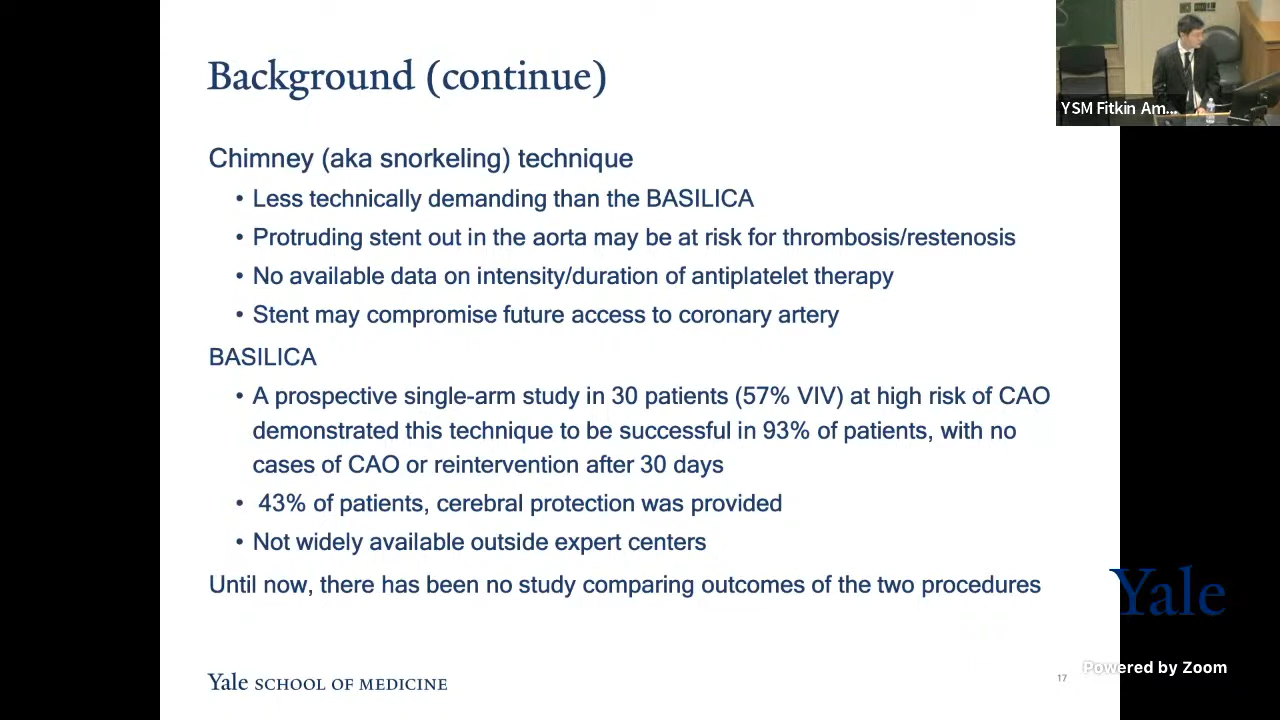 Background (continue)
YSM Fitkin Am...
Chimney (aka snorkeling) technique
• Less technically demanding than the BASILICA
• Protruding stent out in the aorta may be at risk for thrombosis/restenosis
• No available data on intensity/duration of antiplatelet therapy
• Stent may compromise future access to coronary artery
BASILICA
• A prospective single-arm study in 30 patients (57% VIV) at high risk of CAO
demonstrated this technique to be successful in 93% of patients, with no
cases of CAO or reintervention after 30 days
• 43% of patients, cerebral protection was provided
• Not widely available outside expert centers
Until now, there has been no study comparing outcomes of the two procedures
Yale
Yale SCHOOL OF MEDICINE
17
Powered by Zoom